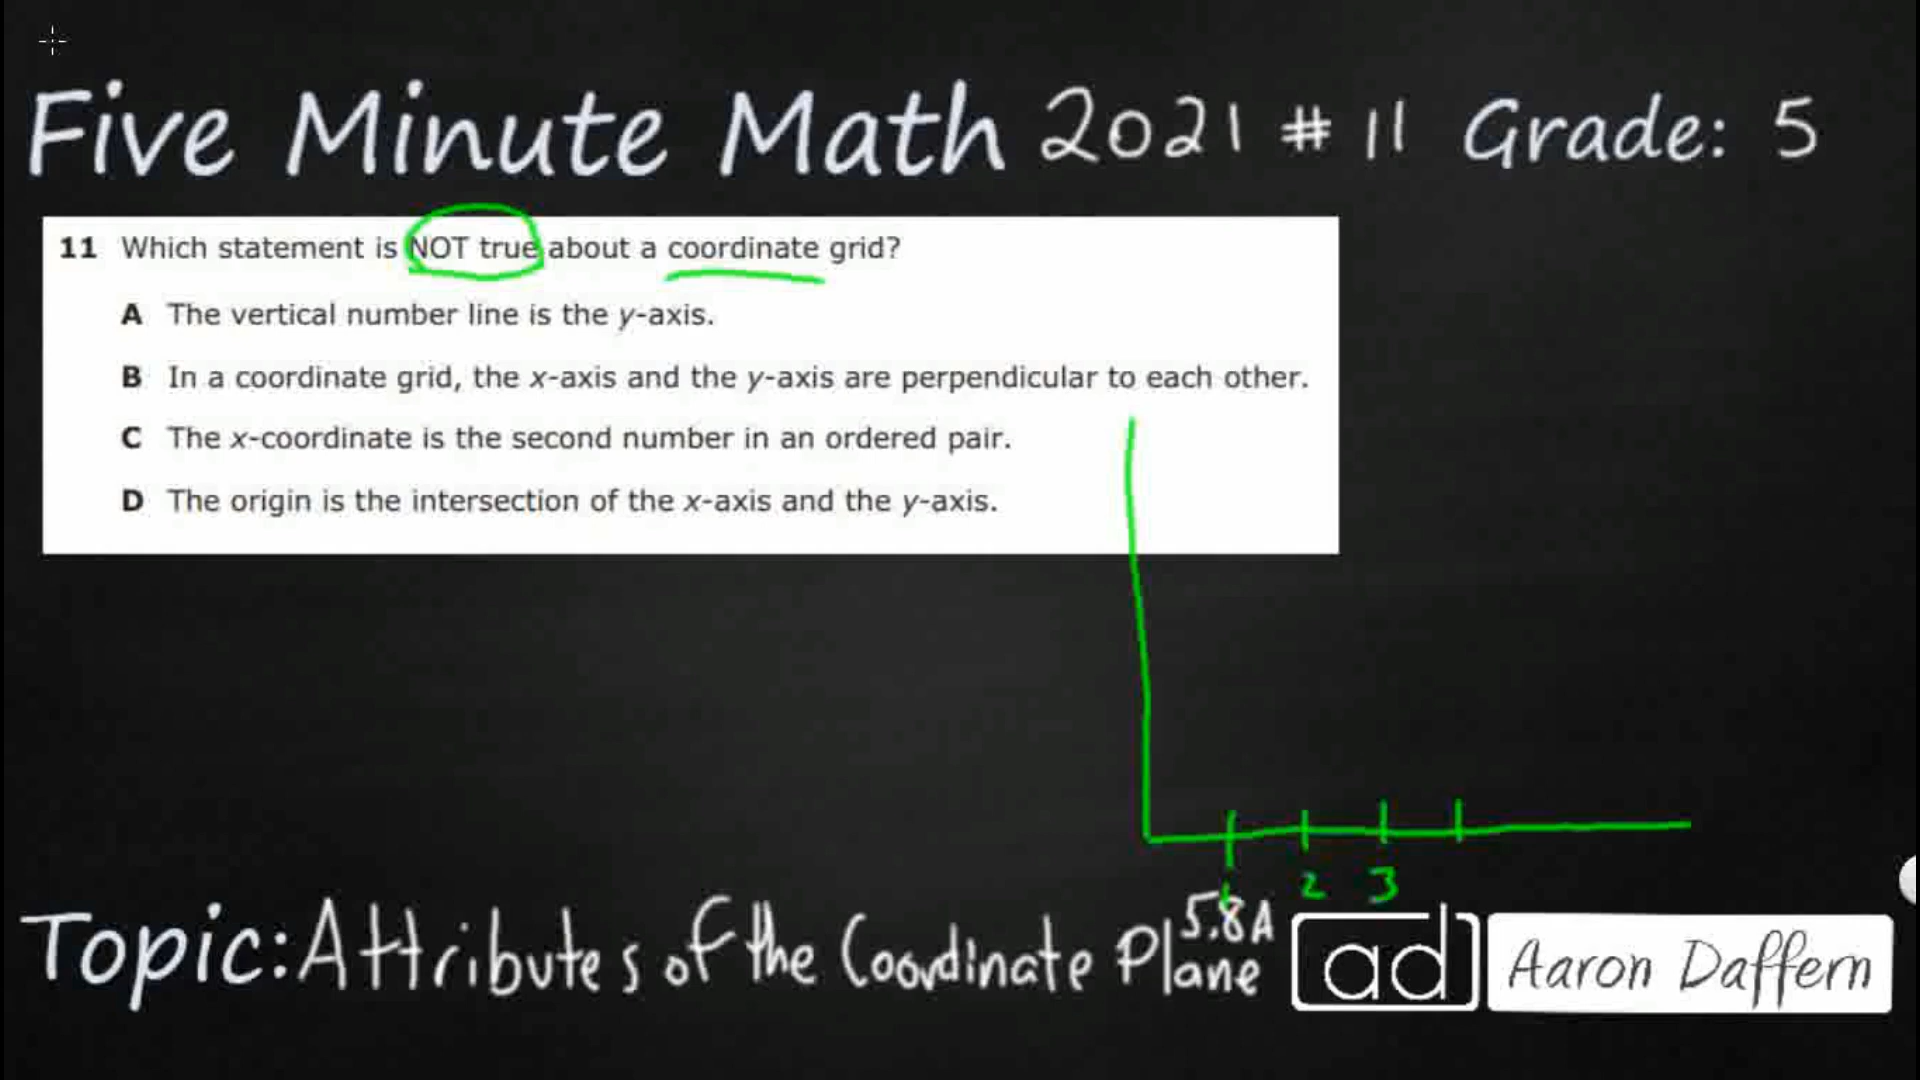 Five Minute Math 2021 # 11 Grade: 5
11 Which statement is NOT true about a coordinate grid?
A The vertical number line is the y-axis.
B In a coordinate grid, the x-axis and the y-axis are perpendicular to each other.
C The x-coordinate is the second number in an ordered pair.
D The origin is the intersection of the x-axis and the y-axis.
1 2 3
Topic: Attributes of the Coordinate Plane 5.8A
ad Aaron Daffern